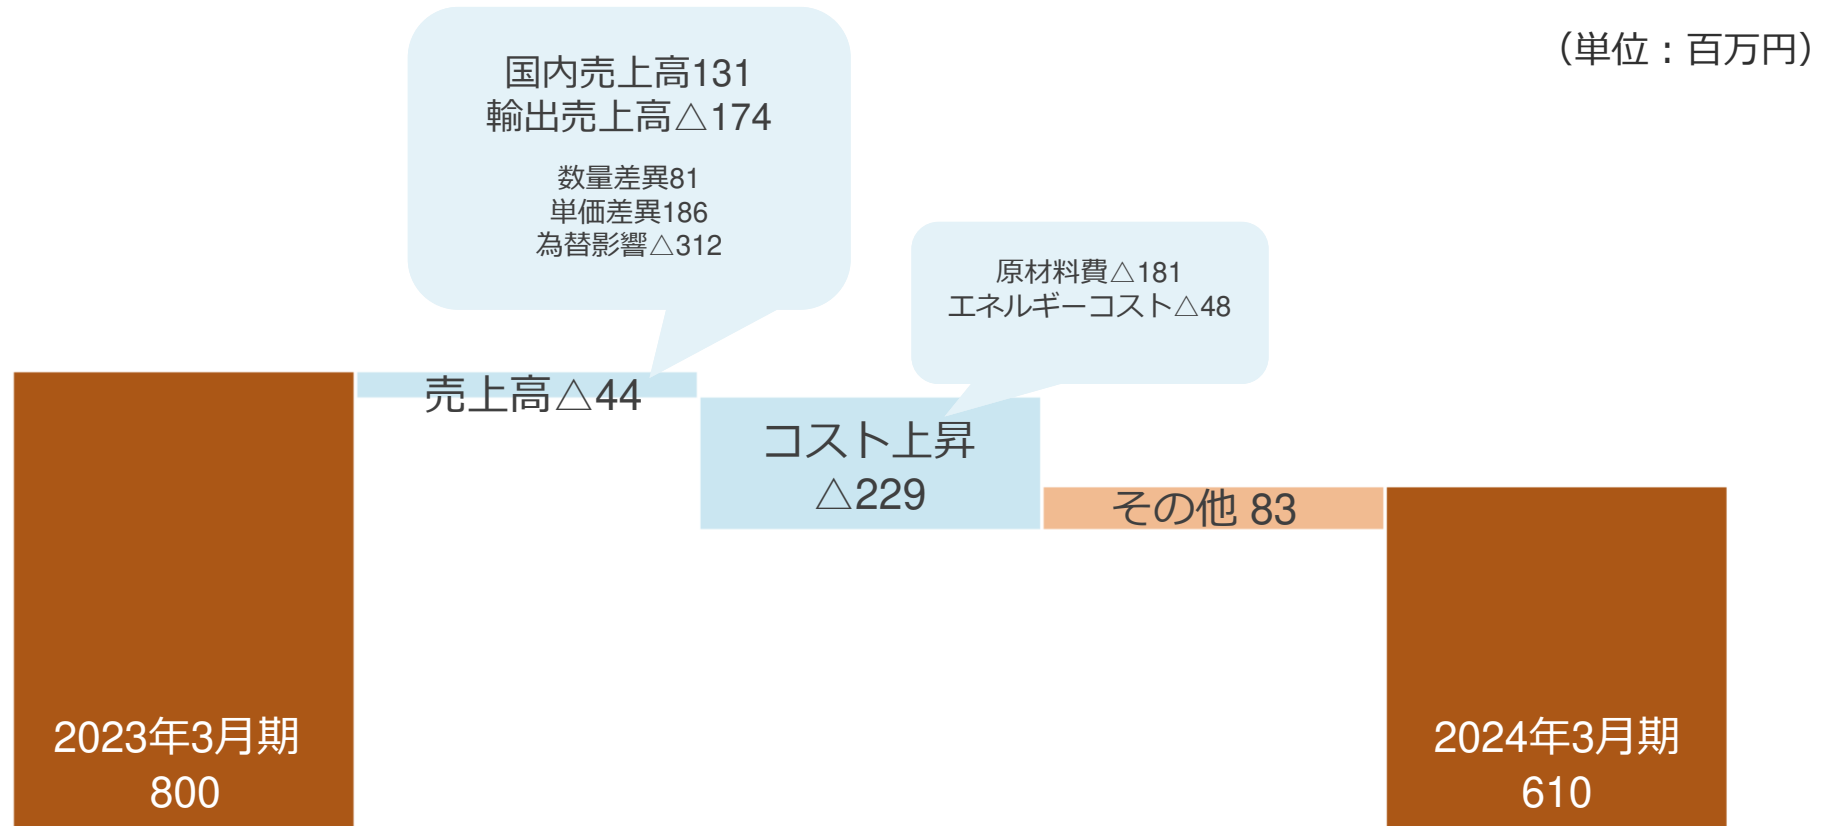 (単位:百万円)
国内売上高131
輸出売上高△174
数量差異81
単価差異186
為替影響△312
原材料費△181
エネルギーコスト△48
売上高△44
コスト上昇
△229
その他 83
2023年3月期
800
2024年3月期
610